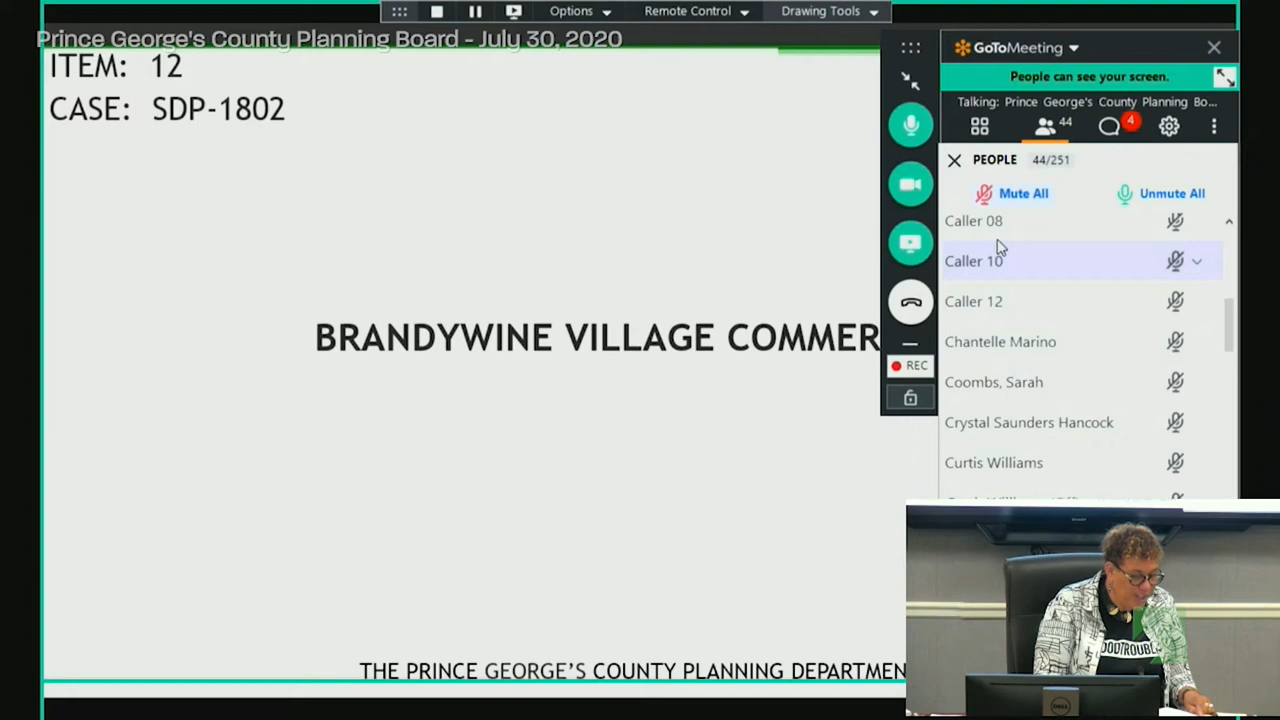 Options
Remote Control
Drawing Tools
Prince George's County Planning Board - July 30, 2020
ITEM: 12
CASE: SDP-1802
BRANDYWINE VILLAGE COMMER
THE PRINCE GEORGE'S COUNTY PLANNING DEPARTMEN
REC
GoToMeeting
People can see your screen.
Talking: Prince George's County Planning Bo...
44
4
PEOPLE 44/251
Mute All Unmute All
Caller 08
Caller 10
Caller 12
Chantelle Marino
Coombs, Sarah
Crystal Saunders Hancock
Curtis Williams
OODTROUBL
DELL